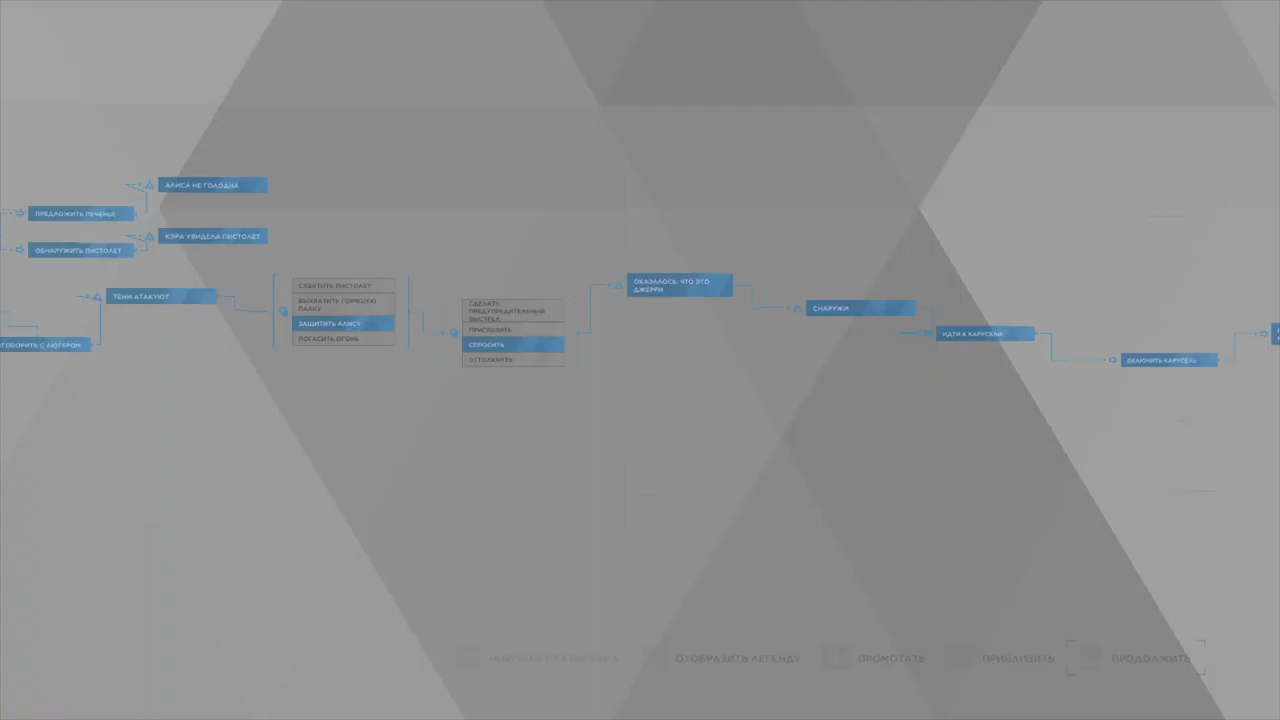 АЛИСА НЕ ГОЛОДНА
ПРЕДЛОЖИТЬ ПЕЧЕНЬЕ
КЭРА УВИДЕЛА ПИСТОЛЕТ
ОБНАРУЖИТЬ ПИСТОЛЕТ
ТЕНИ АТАКУЮТ
ГОВОРИТЬ С ЛЮТЕРОМ
СХВАТИТЬ ПИСТОЛЕТ
ВЫХВАТИТЬ ГОРЯЩУЮ
ПАЛКУ
ЗАЩИТИТЬ АЛИСУ
ПОГАСИТЬ ОГОНЬ
СДЕЛАТЬ
ПРЕДУПРЕДИТЕЛЬНЫЙ
ВЫСТРЕЛ
ПРИГРОЗИТЬ
СПРОСИТЬ
ОТТОЛКНУТЬ
ОКАЗАЛОСЬ, ЧТО ЭТО
ДЖЕРРИ
СНАРУЖИ
ИДТИ К КАРУСЕЛИ
ВКЛЮЧИТЬ КАРУСЕЛЬ
МИРОВАЯ СТАТИСТИКА
ОТОБРАЗИТЬ ЛЕГЕНДУ
ПРОМОТАТЬ
ПРИБЛИЗИТЬ
ПРОДОЛЖИТЬ